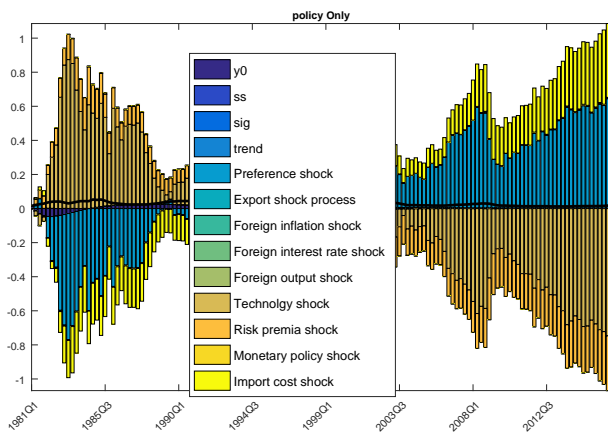 policy Only
1
0.8
0.6
0.4
0.2
0
-0.2
-0.4
-0.6
-0.8
-1
y0
ss
sig
trend
Preference shock
Export shock process
Foreign inflation shock
Foreign interest rate shock
Foreign output shock
Technolgy shock
Risk premia shock
Monetary policy shock
Import cost shock
1981Q1
1985Q3
1990Q1
1994Q3
1999Q1
2003Q3
2008Q1
2012Q3